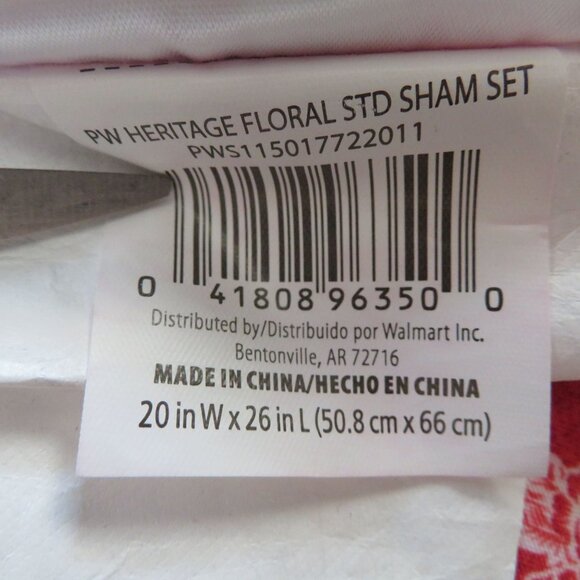 PW HERITAGE FLORAL STD SHAM SET
PWS115017722011
0 41808 96350 0
Distributed by/Distribuido por Walmart Inc.
Bentonville, AR 72716
MADE IN CHINA/HECHO EN CHINA
20 in W x 26 in L (50.8 cm x 66 cm)